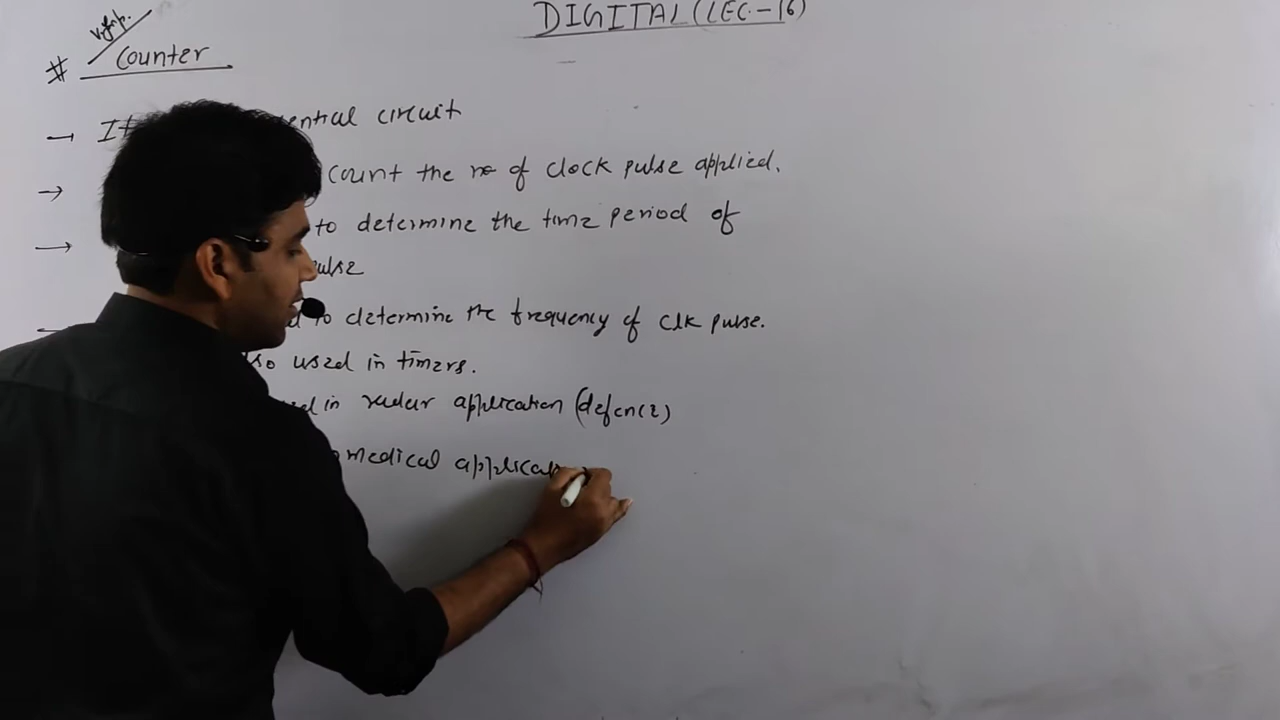 DIGITAL (LEC-16)
v.v.imp.
# Counter
→ It ential circuit
→ count the no of clock pulse applied.
→ to determine the time period of
ulse
d to determine the frequency of clk pulse.
so used in timers.
ed in radar application (defence)
o medical applicat